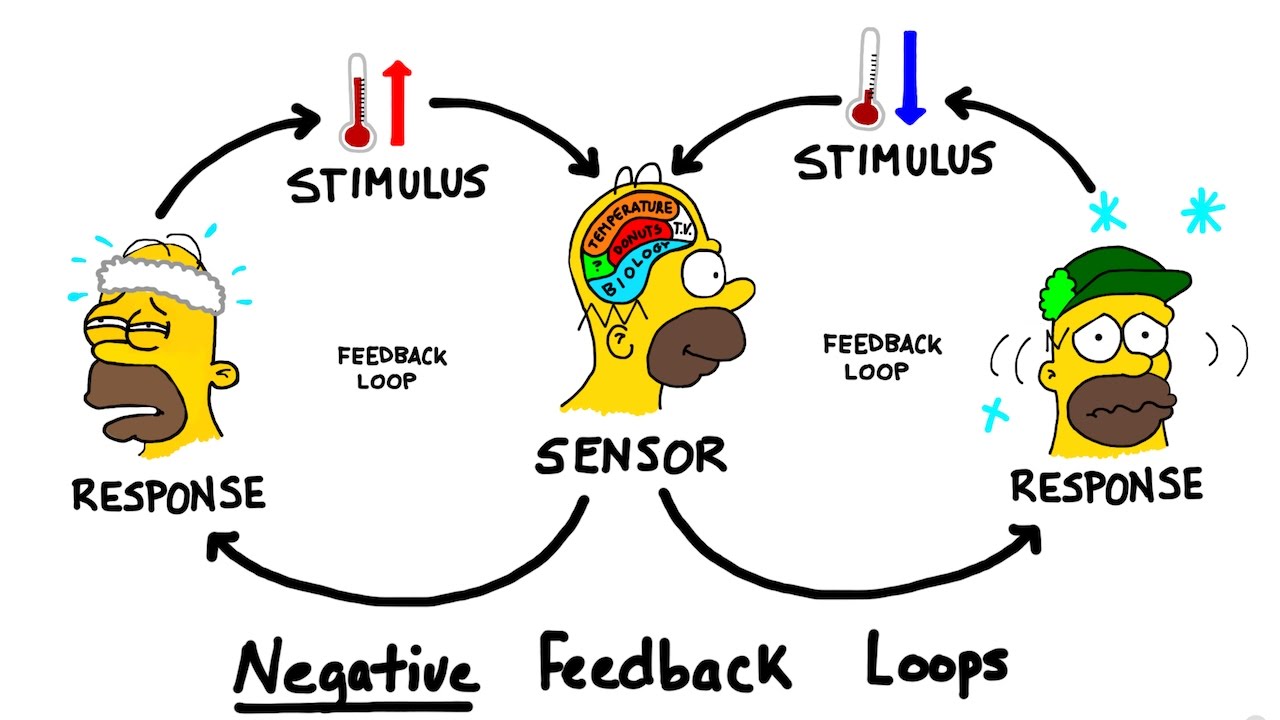 STIMULUS
STIMULUS
TEMPERATURE
DONUTS
T.V.
?
BIOLOGY
FEEDBACK
LOOP
FEEDBACK
LOOP
SENSOR
RESPONSE
RESPONSE
Negative Feedback Loops